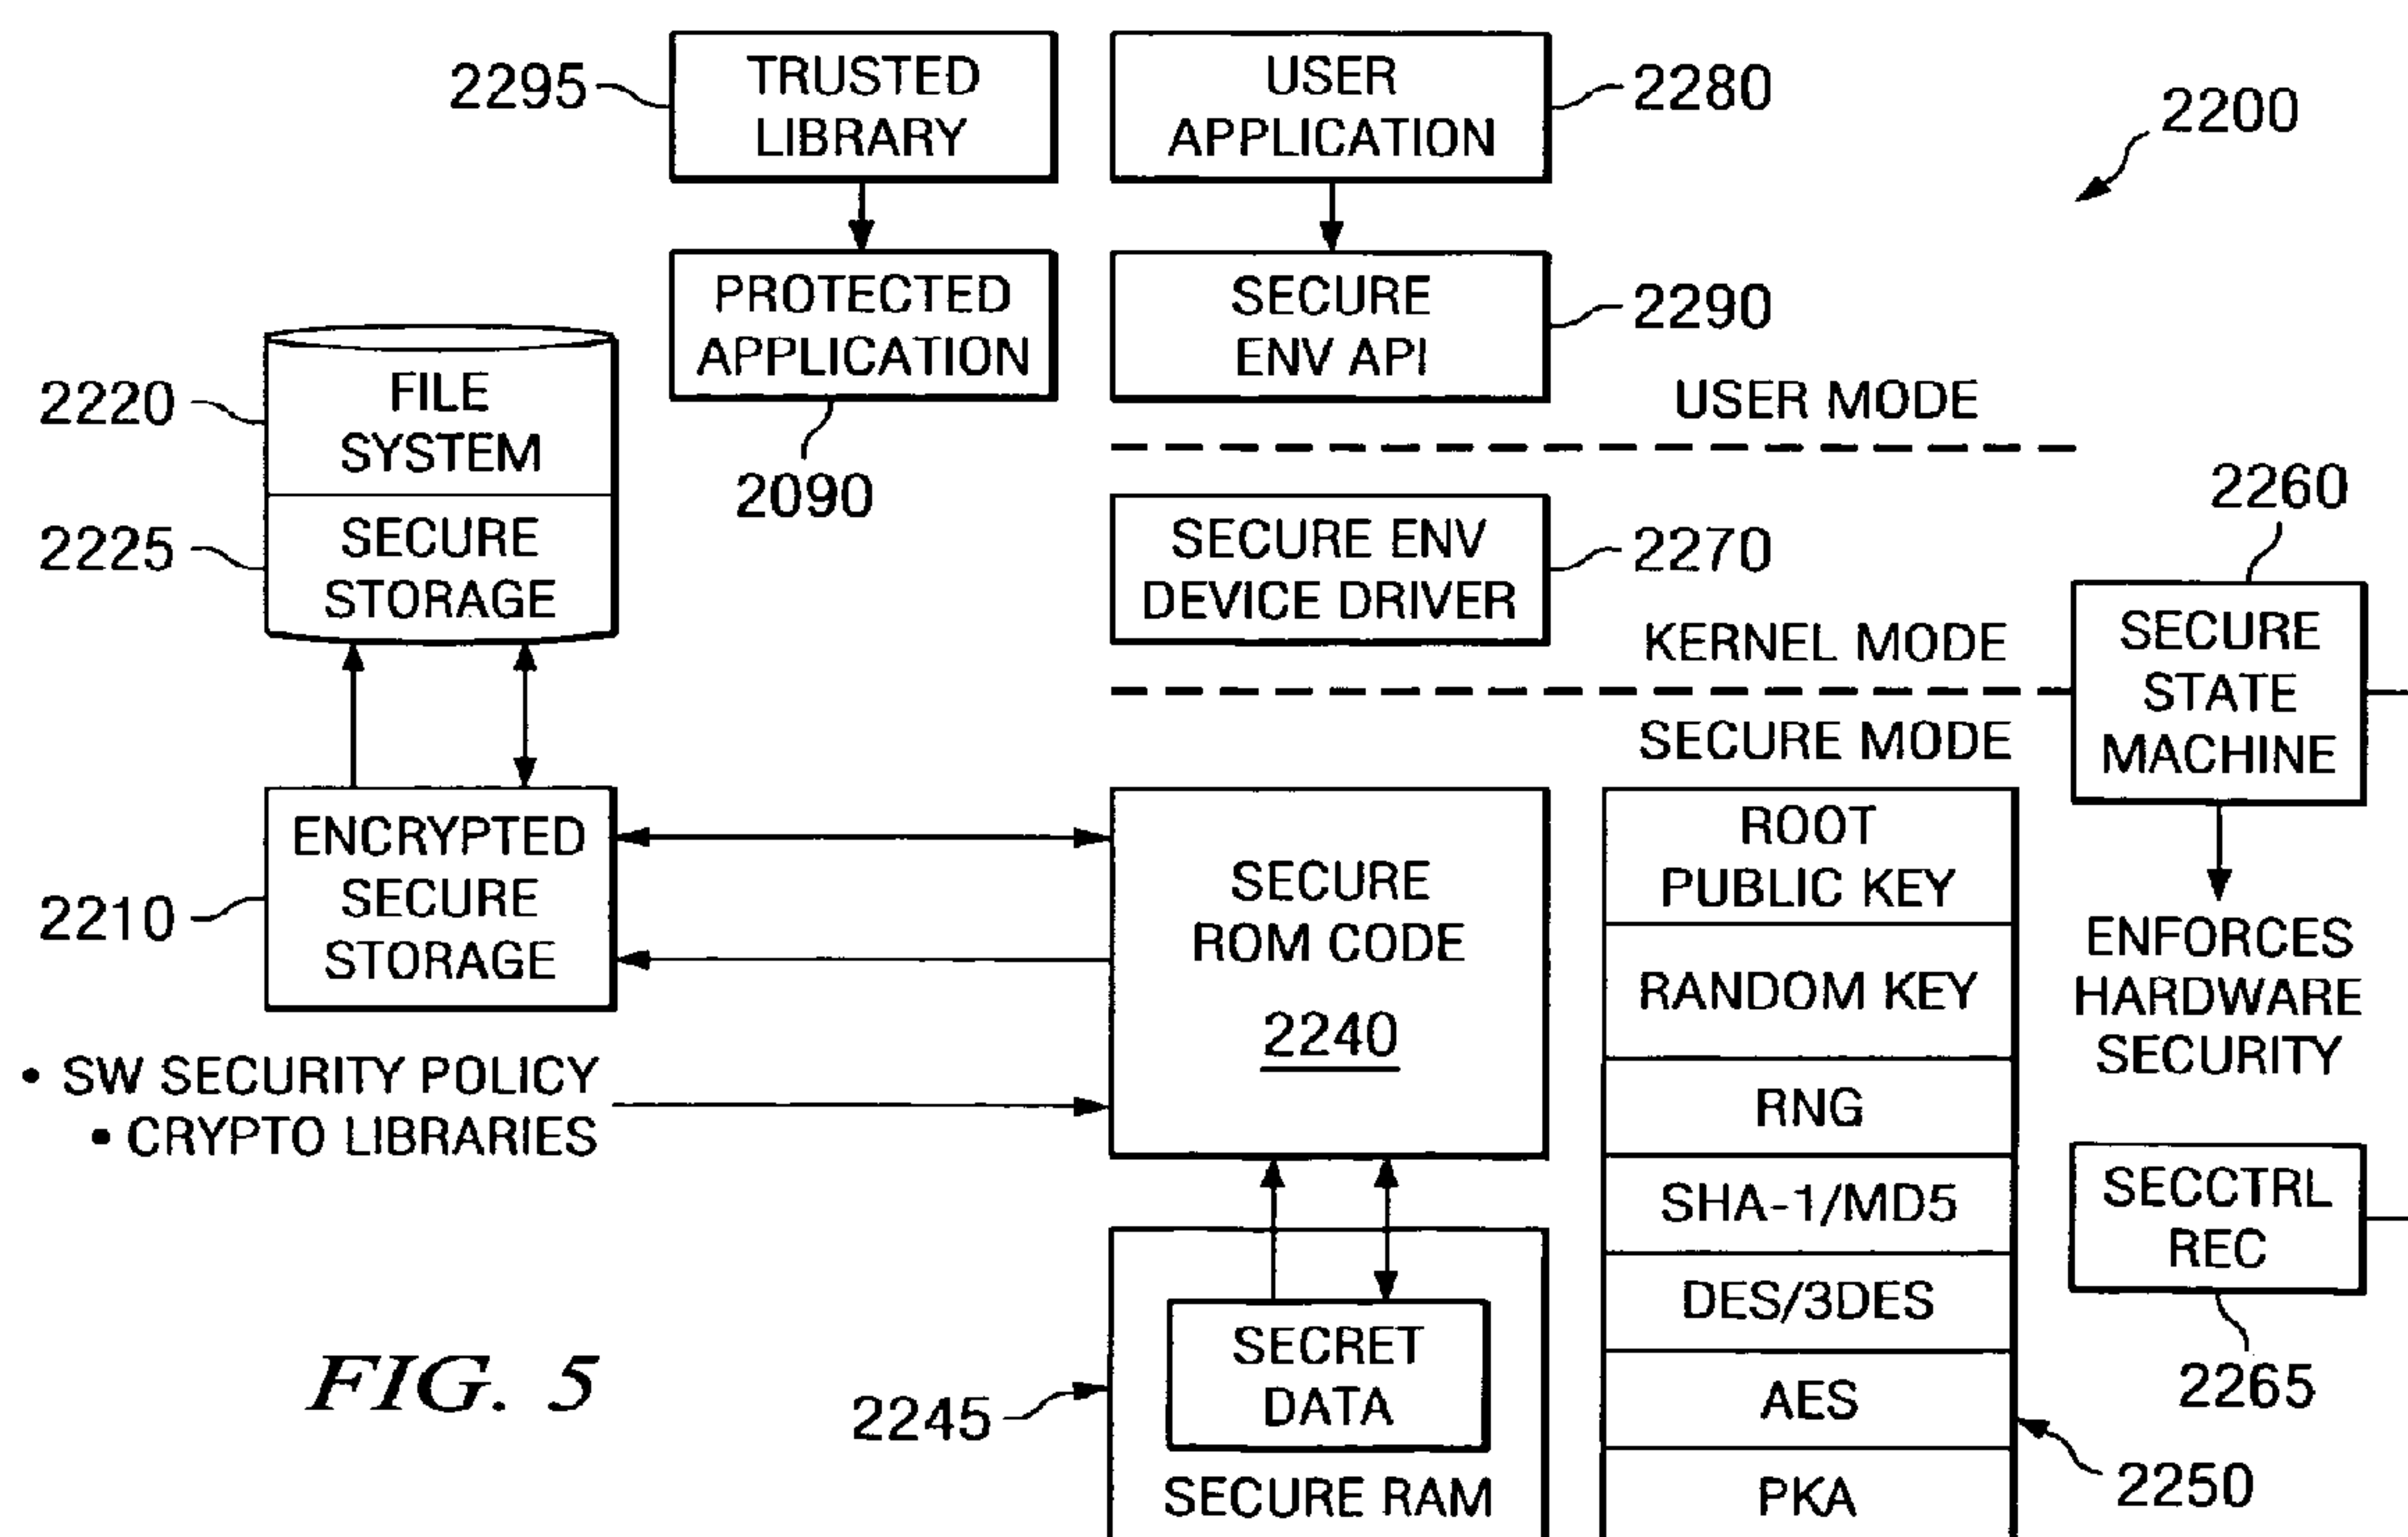 2295
TRUSTED
LIBRARY
USER
APPLICATION
2280
2200
PROTECTED
APPLICATION
2090
SECURE
ENV API
2290
USER MODE
2220
FILE
SYSTEM
2225
SECURE
STORAGE
SECURE ENV
DEVICE DRIVER
2270
KERNEL MODE
SECURE MODE
2260
SECURE
STATE
MACHINE
ENFORCES
HARDWARE
SECURITY
2210
ENCRYPTED
SECURE
STORAGE
• SW SECURITY POLICY
• CRYPTO LIBRARIES
SECURE
ROM CODE
2240
ROOT
PUBLIC KEY
RANDOM KEY
RNG
SHA-1/MD5
DES/3DES
AES
PKA
2250
SECCTRL
REC
2265
2245
SECRET
DATA
SECURE RAM
FIG. 5